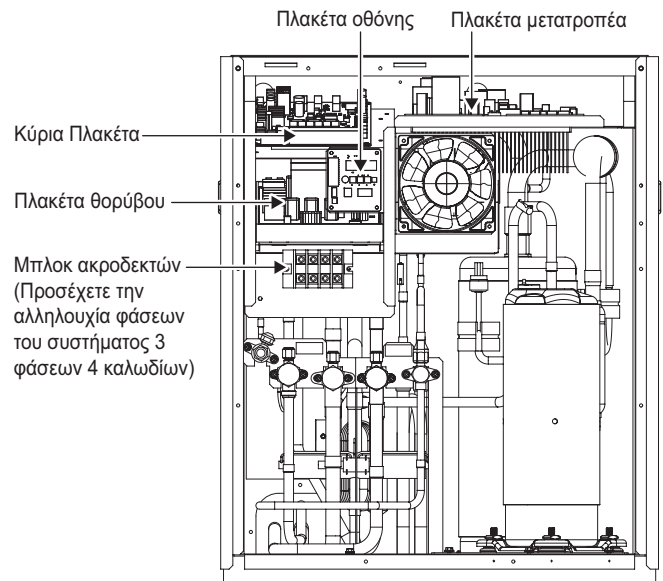 Πλακέτα οθόνης
Πλακέτα μετατροπέα
Κύρια Πλακέτα
Πλακέτα θορύβου
Μπλοκ ακροδεκτών
(Προσέχετε την
αλληλουχία φάσεων
του συστήματος 3
φάσεων 4 καλωδίων)